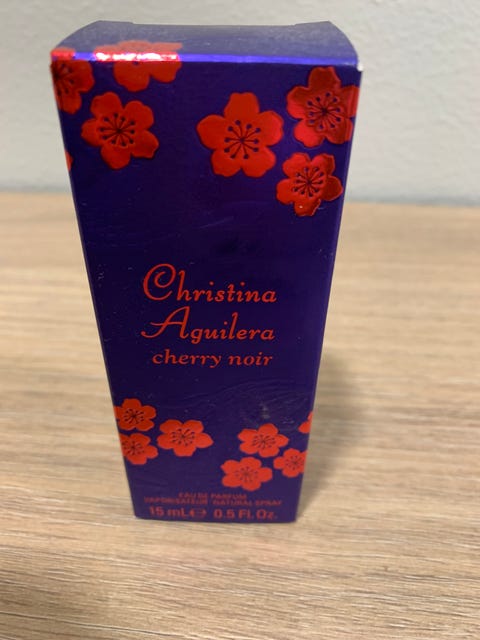 Christina
Aguilera
cherry noir
EAU DE PARFUM
VAPORISATEUR NATURAL SPRAY
15 mL℮ 0.5 Fl. Oz.